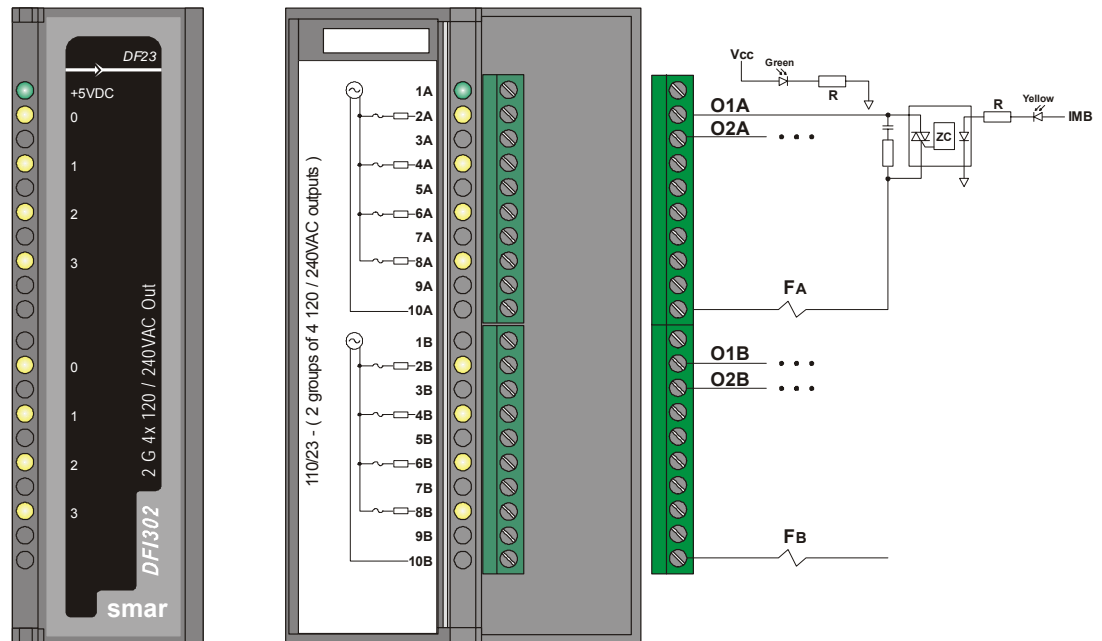 DF23
+5VDC
0
1
2
3
0
1
2
3
2 G 4 x 120 / 240VAC Out
DFI302
smar
110/23 - ( 2 groups of 4 120 / 240VAC outputs )
1A
2A
3A
4A
5A
6A
7A
8A
9A
10A
1B
2B
3B
4B
5B
6B
7B
8B
9B
10B
Vcc
Green
R
O1A
O2A
ZC
R
Yellow
IMB
FA
O1B
O2B
FB